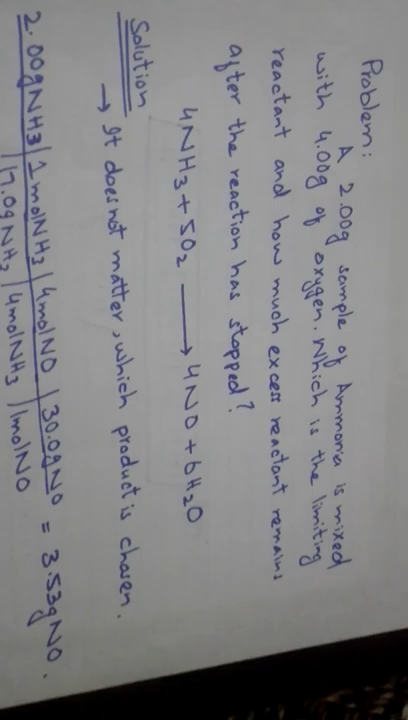 Problem:
A 2.00g sample of Ammonia is mixed
with 4.00g of oxygen. Which is the limiting
reactant and how much excess reactant remains
after the reaction has stopped?
4NH3 + 5O2 → 4NO + 6H2O
Solution
→ It does not matter, which product is chosen.
2.00g NH3 | 1 mol NH3 | 4 mol NO | 30.0g NO = 3.53g NO.
| 17.0g NH3 | 4 mol NH3 | 1 mol NO